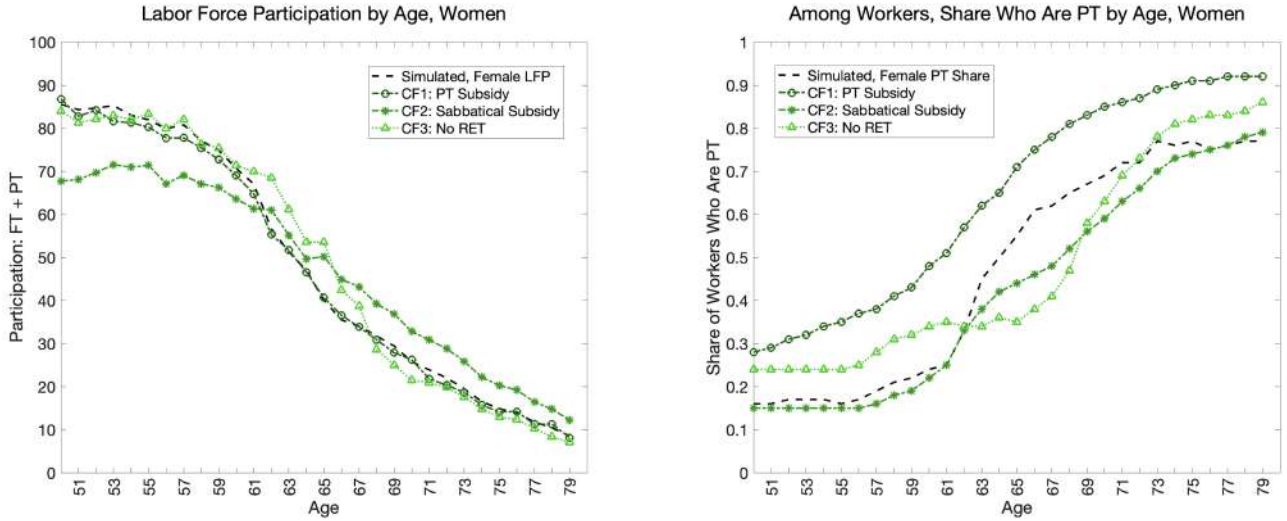 Labor Force Participation by Age, Women
Participation: FT + PT
100
90
80
70
60
50
40
30
20
10
0
Simulated, Female LFP
CF1: PT Subsidy
CF2: Sabbatical Subsidy
CF3: No RET
51 53 55 57 59 61 63 65 67 69 71 73 75 77 79
Age
Among Workers, Share Who Are PT by Age, Women
Share of Workers Who Are PT
1
0.9
0.8
0.7
0.6
0.5
0.4
0.3
0.2
0.1
0
Simulated, Female PT Share
CF1: PT Subsidy
CF2: Sabbatical Subsidy
CF3: No RET
51 53 55 57 59 61 63 65 67 69 71 73 75 77 79
Age